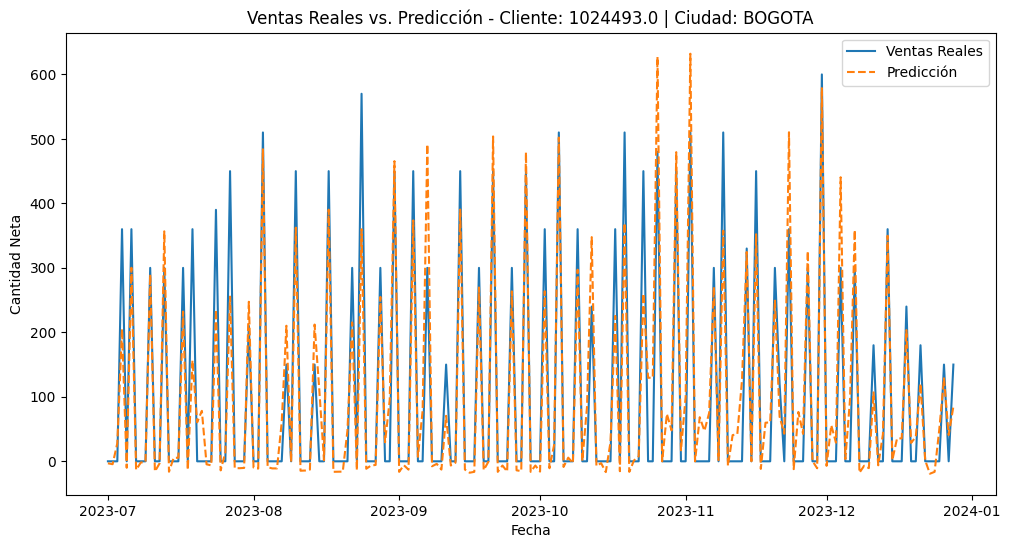 Ventas Reales vs. Predicción - Cliente: 1024493.0 | Ciudad: BOGOTA
Ventas Reales
Predicción
Cantidad Neta
600
500
400
300
200
100
0
2023-07
2023-08
2023-09
2023-10
2023-11
2023-12
2024-01
Fecha